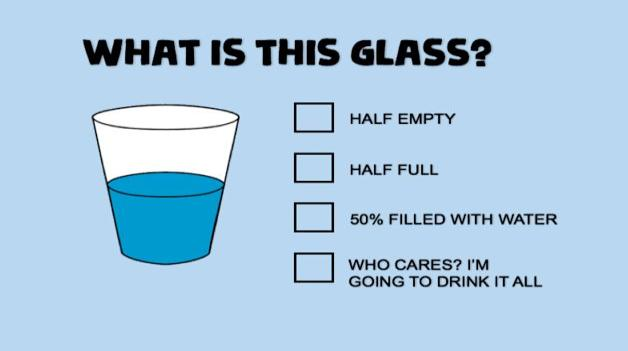 WHAT IS THIS GLASS?
HALF EMPTY
HALF FULL
50% FILLED WITH WATER
WHO CARES? I'M
GOING TO DRINK IT ALL